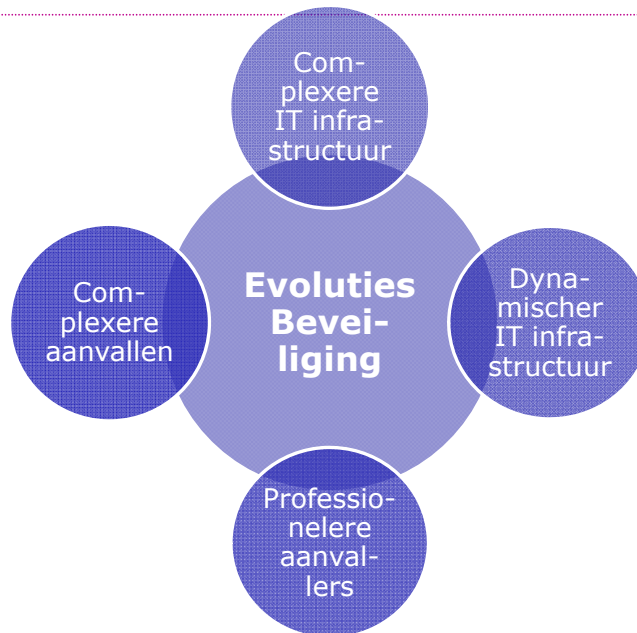 Com-
plexere
IT infra-
structuur
Evoluties
Bevei-
liging
Dyna-
mischer
IT infra-
structuur
Professio-
nelere
aanval-
lers
Com-
plexere
aanvallen